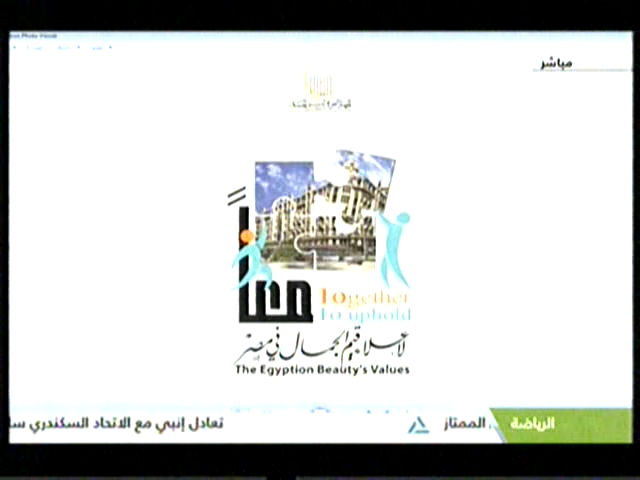 مباشر
معاً
Together
To uphold
لإعلاء قيم الجمال في مصر
The Egyption Beauty's Values
تعادل إنبي مع الاتحاد السكندري
الممتاز
الرياضة